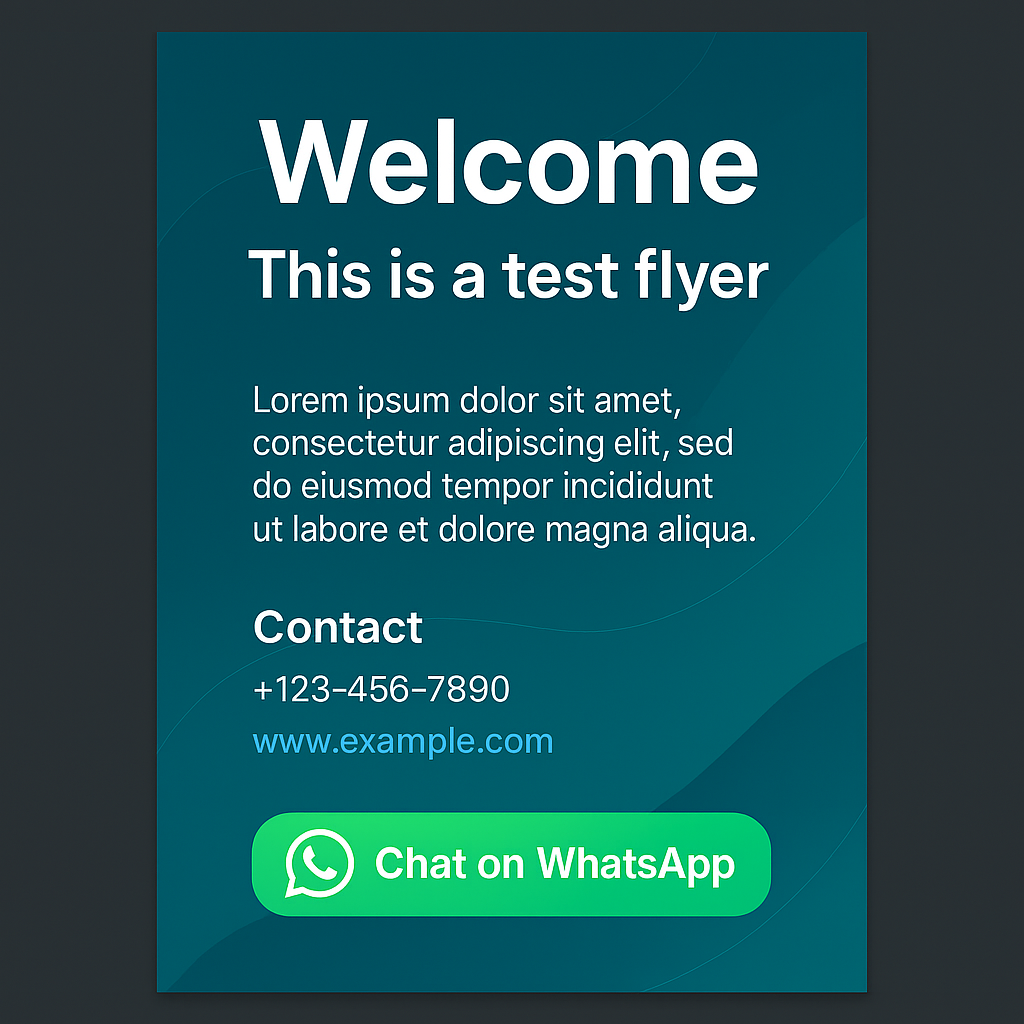 Welcome
This is a test flyer
Lorem ipsum dolor sit amet,
consectetur adipiscing elit, sed
do eiusmod tempor incididunt
ut labore et dolore magna aliqua.
Contact
+123-456-7890
www.example.com
Chat on WhatsApp